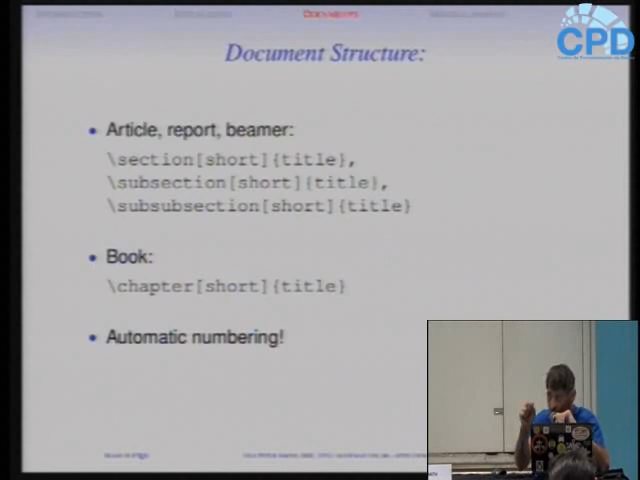 DOCUMENTS
CPD
Document Structure:
• Article, report, beamer:
\section[short]{title},
\subsection[short]{title},
\subsubsection[short]{title}
• Book:
\chapter[short]{title}
• Automatic numbering!